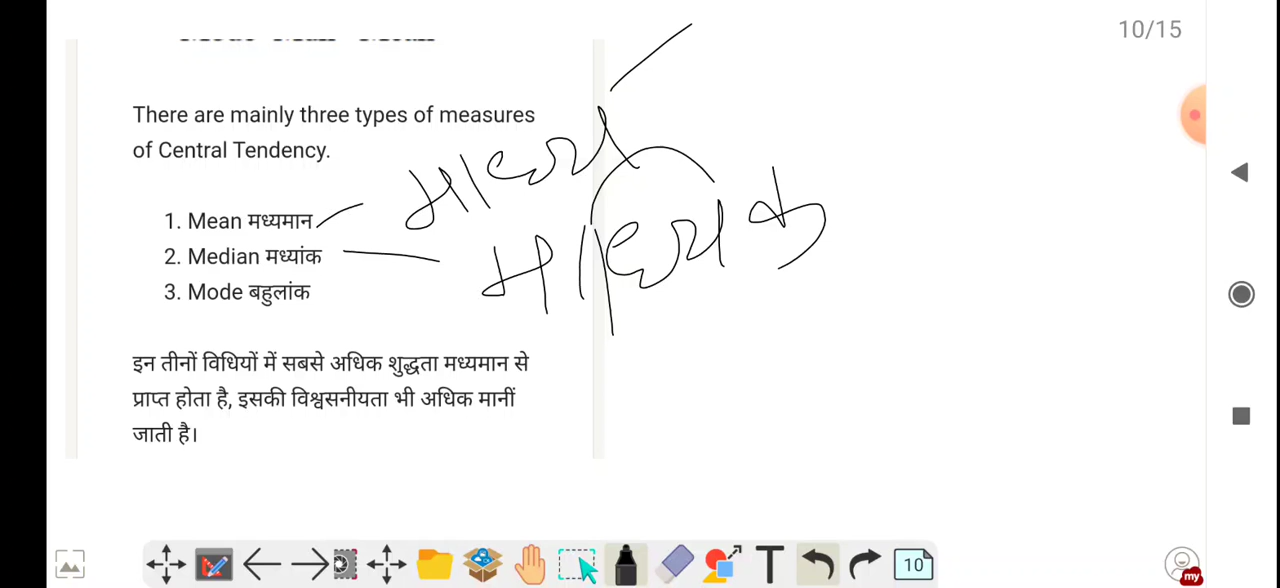 10/15
There are mainly three types of measures
of Central Tendency.
1. Mean मध्यमान
माध्य
2. Median मध्यांक
माध्यिका
3. Mode बहुलांक
इन तीनों विधियों में सबसे अधिक शुद्धता मध्यमान से
प्राप्त होता है, इसकी विश्वसनीयता भी अधिक मानीं
जाती है।
T
10
my